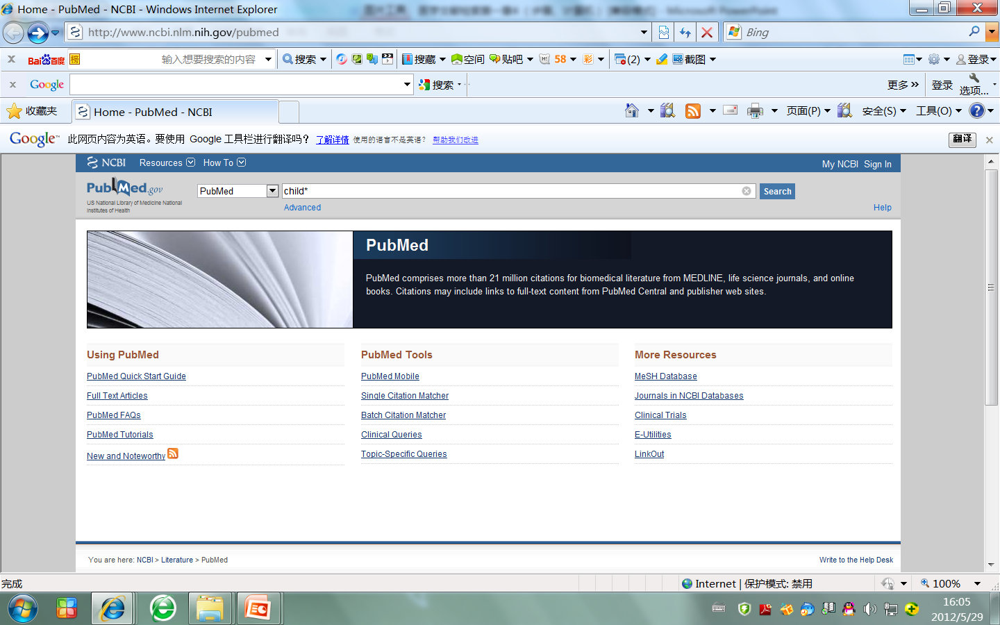 Home - PubMed - NCBI - Windows Internet Explorer
http://www.ncbi.nlm.nih.gov/pubmed
Bing
Bai百度 输入想要搜索的内容 搜索 搜藏 空间 贴吧 58 彩 (2) 截图 登录
Google 搜索 更多 » 登录 选项...
收藏夹 Home - PubMed - NCBI 页面(P) 安全(S) 工具(O)
Google™ 此网页内容为英语。要使用 Google 工具栏进行翻译吗? 了解详情 使用的语言不是英语? 帮助我们改进 翻译
NCBI Resources How To My NCBI Sign In
PubMed.gov PubMed child* Search
US National Library of Medicine National
Institutes of Health
Advanced Help
PubMed
PubMed comprises more than 21 million citations for biomedical literature from MEDLINE, life science journals, and online
books. Citations may include links to full-text content from PubMed Central and publisher web sites.
Using PubMed
PubMed Quick Start Guide
Full Text Articles
PubMed FAQs
PubMed Tutorials
New and Noteworthy
PubMed Tools
PubMed Mobile
Single Citation Matcher
Batch Citation Matcher
Clinical Queries
Topic-Specific Queries
More Resources
MeSH Database
Journals in NCBI Databases
Clinical Trials
E-Utilities
LinkOut
You are here: NCBI > Literature > PubMed Write to the Help Desk
完成 Internet | 保护模式: 禁用 100%
16:05
2012/5/29